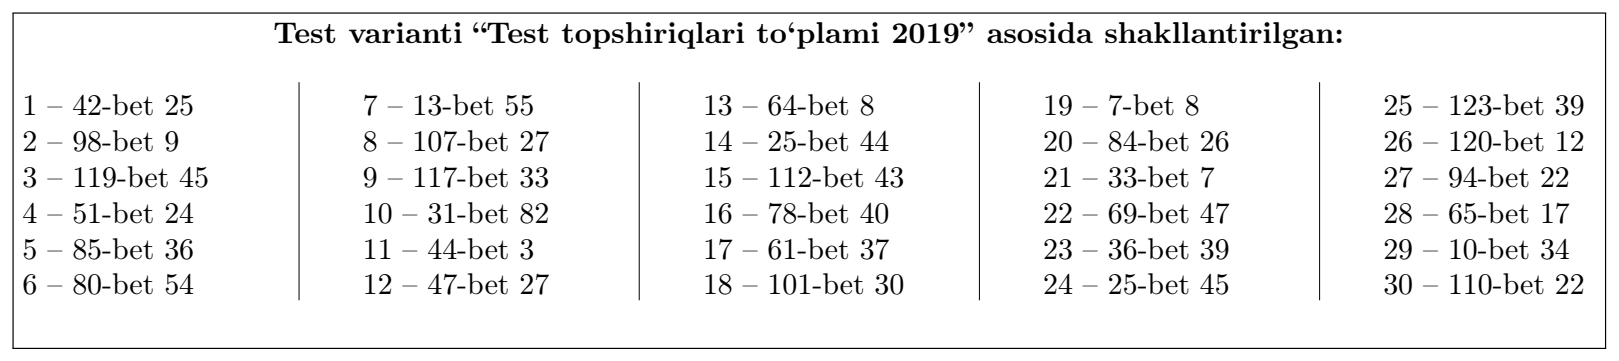 Test varianti “Test topshiriqlari to‘plami 2019” asosida shakllantirilgan:
1 – 42-bet 25
2 – 98-bet 9
3 – 119-bet 45
4 – 51-bet 24
5 – 85-bet 36
6 – 80-bet 54
7 – 13-bet 55
8 – 107-bet 27
9 – 117-bet 33
10 – 31-bet 82
11 – 44-bet 3
12 – 47-bet 27
13 – 64-bet 8
14 – 25-bet 44
15 – 112-bet 43
16 – 78-bet 40
17 – 61-bet 37
18 – 101-bet 30
19 – 7-bet 8
20 – 84-bet 26
21 – 33-bet 7
22 – 69-bet 47
23 – 36-bet 39
24 – 25-bet 45
25 – 123-bet 39
26 – 120-bet 12
27 – 94-bet 22
28 – 65-bet 17
29 – 10-bet 34
30 – 110-bet 22